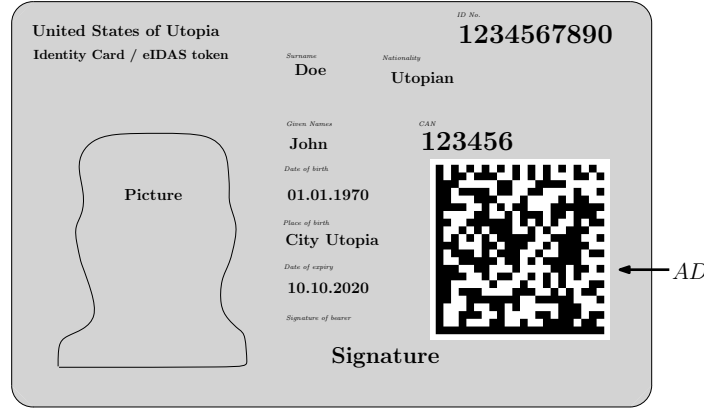 United States of Utopia
Identity Card / eIDAS token
ID No.
1234567890
Surname
Doe
Nationality
Utopian
Given Names
John
CAN
123456
Date of birth
01.01.1970
Picture
Place of birth
City Utopia
Date of expiry
10.10.2020
Signature of bearer
Signature
AD